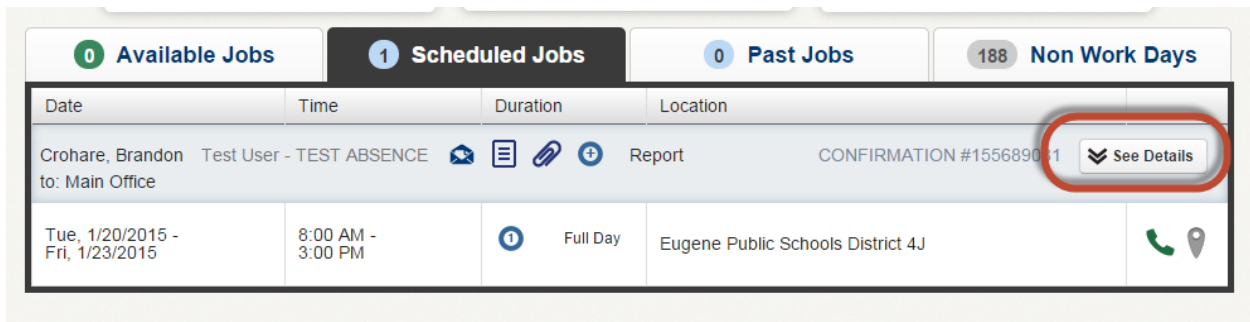 0 Available Jobs 1 Scheduled Jobs 0 Past Jobs 188 Non Work Days
Date Time Duration Location
Crohare, Brandon Test User - TEST ABSENCE Report CONFIRMATION #155689031 See Details
to: Main Office
Tue, 1/20/2015 -
Fri, 1/23/2015
8:00 AM -
3:00 PM
1 Full Day
Eugene Public Schools District 4J